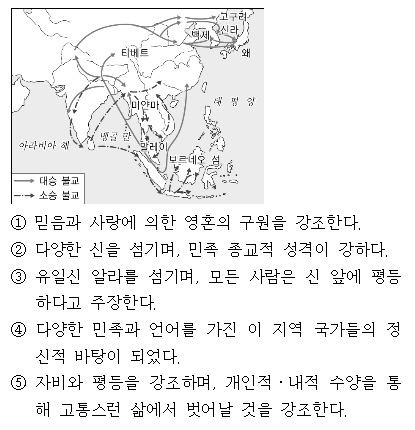 고구려
신라
백제
왜
티베트
미얀마
태 평 양
벵골 만
아라비아 해
말레이
보르네오 섬
대승 불교
소승 불교
① 믿음과 사랑에 의한 영혼의 구원을 강조한다.
② 다양한 신을 섬기며, 민족 종교적 성격이 강하다.
③ 유일신 알라를 섬기며, 모든 사람은 신 앞에 평등
하다고 주장한다.
④ 다양한 민족과 언어를 가진 이 지역 국가들의 정
신적 바탕이 되었다.
⑤ 자비와 평등을 강조하며, 개인적·내적 수양을 통
해 고통스런 삶에서 벗어날 것을 강조한다.